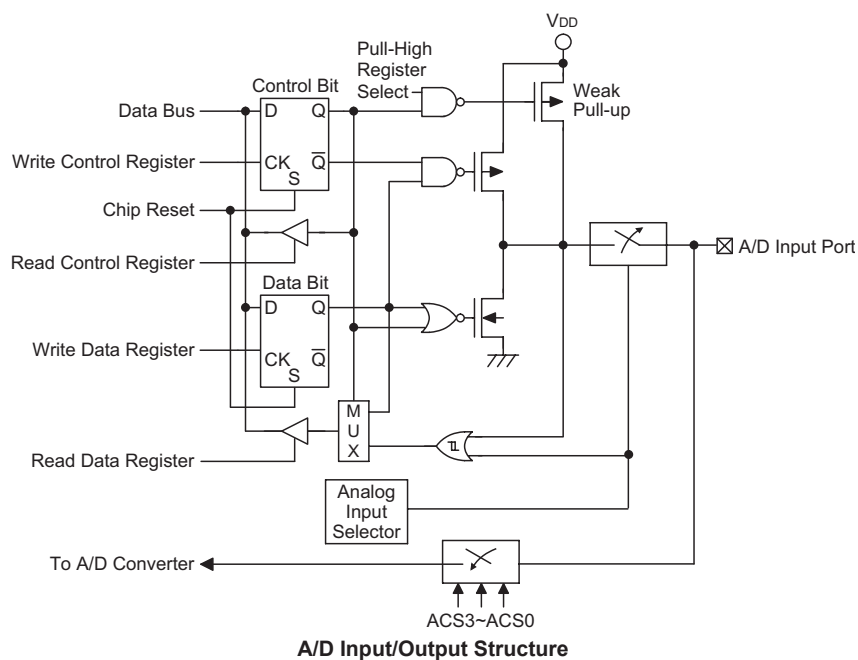 VDD
Pull-High
Register
Select
Control Bit
Weak
Pull-up
Data Bus
D
Q
Write Control Register
CK
Q
S
Chip Reset
Read Control Register
A/D Input Port
Data Bit
D
Q
Write Data Register
CK
Q
S
M
U
X
Read Data Register
Analog
Input
Selector
To A/D Converter
ACS3~ACS0
A/D Input/Output Structure